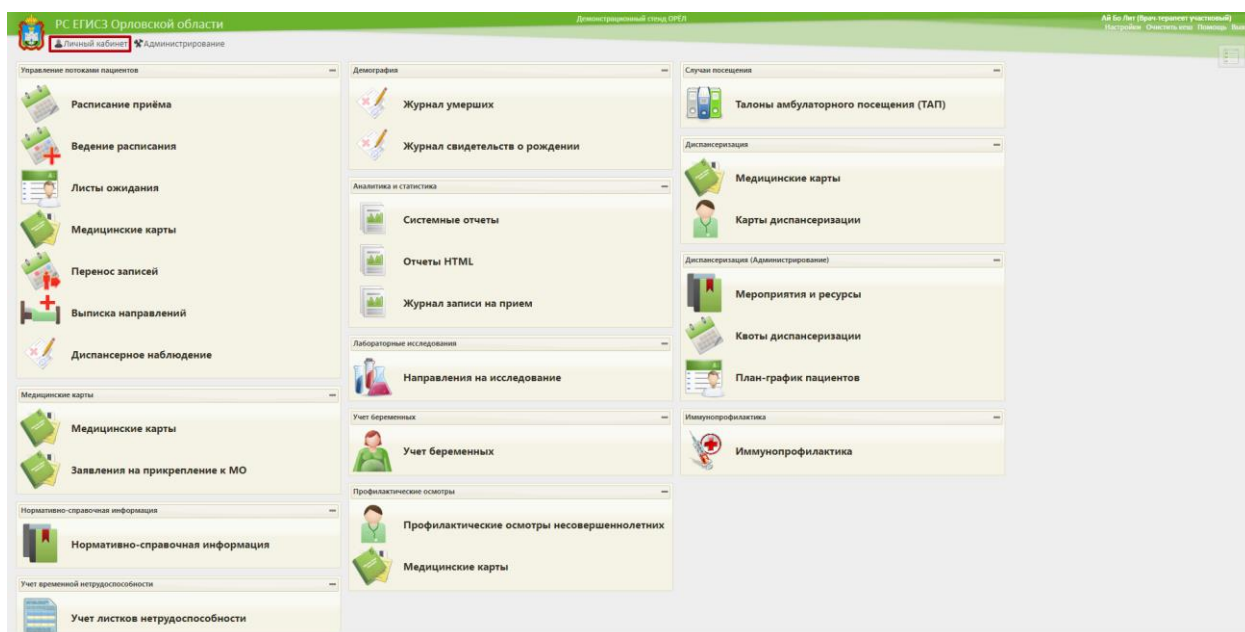 РС ЕГИСЗ Орловской области
Демонстрационный стенд ОРЁЛ
Ай Бо Лит (Врач-терапевт участковый)
Настройки Очистить кеш Помощь
Личный кабинет Администрирование
Управление потоками пациентов
Расписание приёма
Ведение расписания
Листы ожидания
Медицинские карты
Перенос записей
Выписка направлений
Диспансерное наблюдение
Медицинские карты
Медицинские карты
Заявления на прикрепление к МО
Нормативно-справочная информация
Нормативно-справочная информация
Учет временной нетрудоспособности
Учет листков нетрудоспособности
Демография
Журнал умерших
Журнал свидетельств о рождении
Аналитика и статистика
Системные отчеты
Отчеты HTML
Журнал записи на прием
Лабораторные исследования
Направления на исследование
Учет беременных
Учет беременных
Профилактические осмотры
Профилактические осмотры несовершеннолетних
Медицинские карты
Случаи посещения
Талоны амбулаторного посещения (ТАП)
Диспансеризация
Медицинские карты
Карты диспансеризации
Диспансеризация (Администрирование)
Мероприятия и ресурсы
Квоты диспансеризации
План-график пациентов
Иммунопрофилактика
Иммунопрофилактика